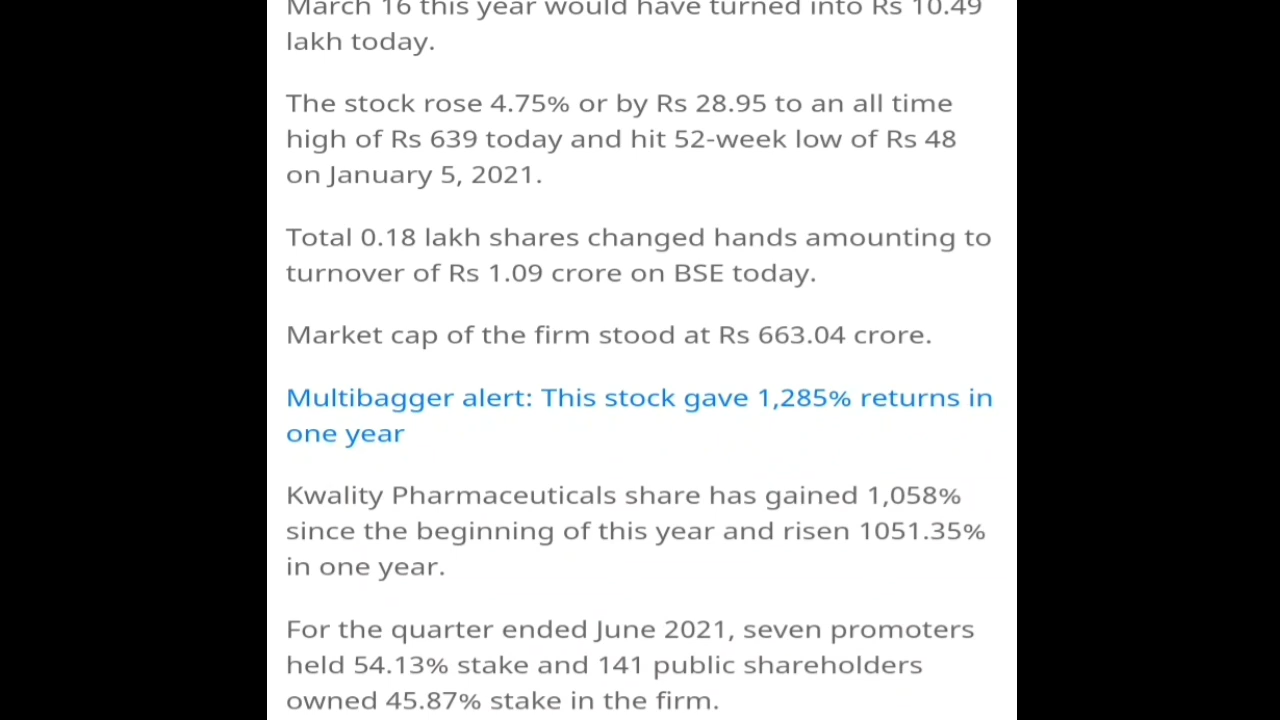 March 16 this year would have turned into Rs 10.49
lakh today.
The stock rose 4.75% or by Rs 28.95 to an all time
high of Rs 639 today and hit 52-week low of Rs 48
on January 5, 2021.
Total 0.18 lakh shares changed hands amounting to
turnover of Rs 1.09 crore on BSE today.
Market cap of the firm stood at Rs 663.04 crore.
Multibagger alert: This stock gave 1,285% returns in
one year
Kwality Pharmaceuticals share has gained 1,058%
since the beginning of this year and risen 1051.35%
in one year.
For the quarter ended June 2021, seven promoters
held 54.13% stake and 141 public shareholders
owned 45.87% stake in the firm.